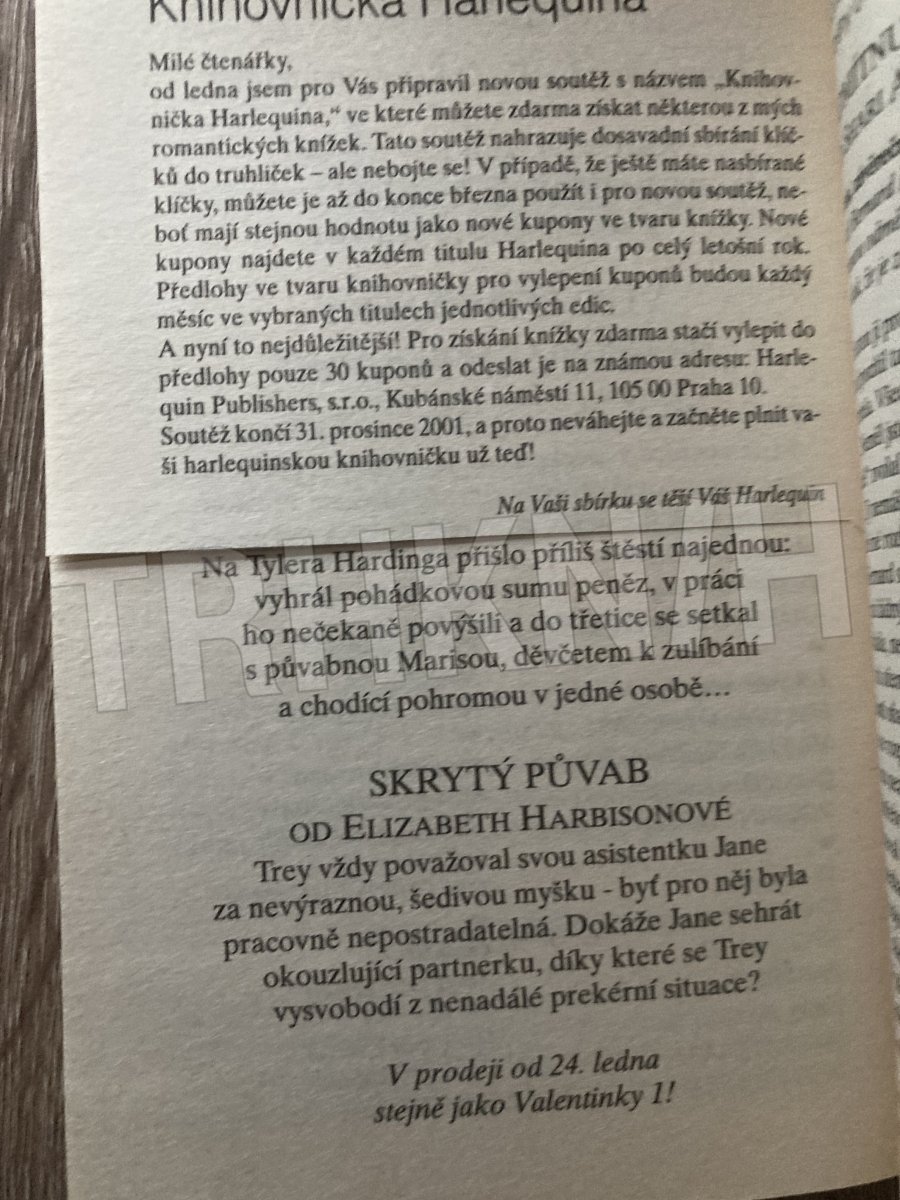 Knihovnička Harlequina
Milé čtenářky,
od ledna jsem pro Vás připravil novou soutěž s názvem „Knihov-
nička Harlequina,“ ve které můžete zdarma získat některou z mých
romantických knížek. Tato soutěž nahrazuje dosavadní sbírání klíč-
ků do truhliček – ale nebojte se! V případě, že ještě máte nasbírané
klíčky, můžete je až do konce března použít i pro novou soutěž, ne-
boť mají stejnou hodnotu jako nové kupony ve tvaru knížky. Nové
kupony najdete v každém titulu Harlequina po celý letošní rok.
Předlohy ve tvaru knihovničky pro vylepení kuponů budou každý
měsíc ve vybraných titulech jednotlivých edic.
A nyní to nejdůležitější! Pro získání knížky zdarma stačí vylepit do
předlohy pouze 30 kuponů a odeslat je na známou adresu: Harle-
quin Publishers, s.r.o., Kubánské náměstí 11, 105 00 Praha 10.
Soutěž končí 31. prosince 2001, a proto neváhejte a začněte plnit va-
ši harlequinskou knihovničku už teď!
Na Vaši sbírku se těší Váš Harlequin
Na Tylera Hardinga přišlo příliš štěstí najednou:
vyhrál pohádkovou sumu peněz, v práci
ho nečekaně povýšili a do třetice se setkal
s půvabnou Marisou, děvčetem k zulíbání
a chodící pohromou v jedné osobě...
SKRYTÝ PŮVAB
OD ELIZABETH HARBISONOVÉ
Trey vždy považoval svou asistentku Jane
za nevýraznou, šedivou myšku - byť pro něj byla
pracovně nepostradatelná. Dokáže Jane sehrát
okouzlující partnerku, díky které se Trey
vysvobodí z nenadálé prekérní situace?
V prodeji od 24. ledna
stejně jako Valentinky 1!